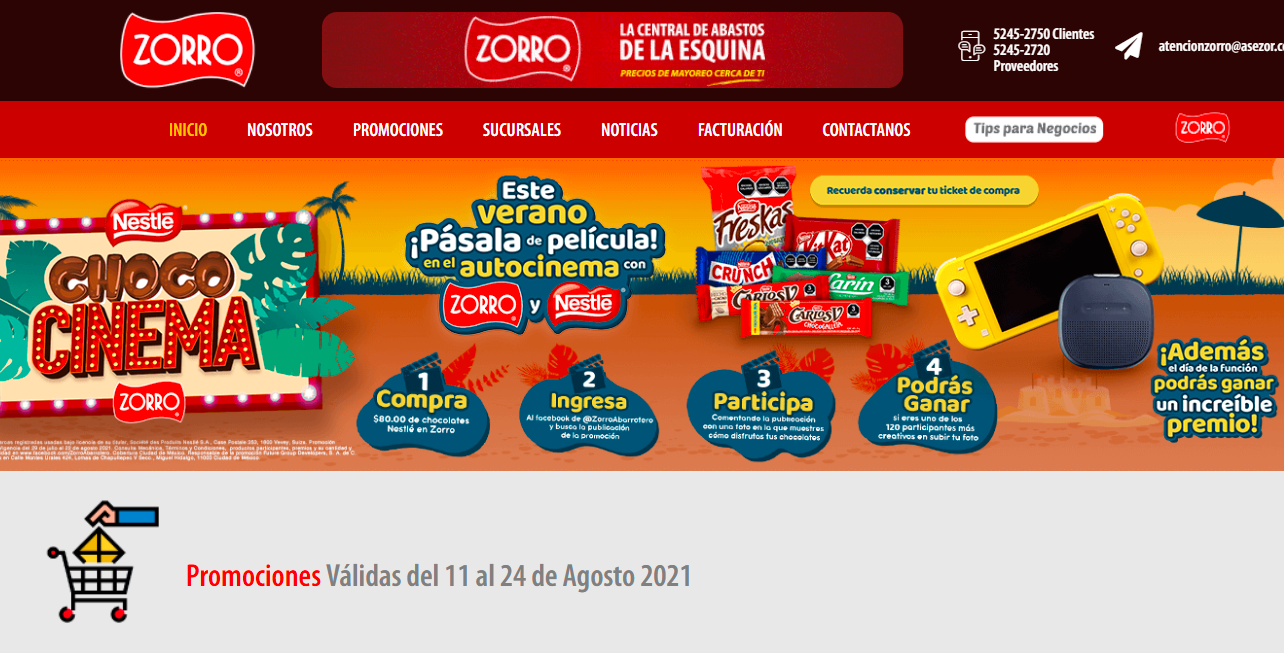 ZORRO
ZORRO
LA CENTRAL DE ABASTOS
DE LA ESQUINA
PRECIOS DE MAYOREO CERCA DE TI
5245-2750 Clientes
5245-2720
Proveedores
atencionzorro@asezor.c
INICIO
NOSOTROS
PROMOCIONES
SUCURSALES
NOTICIAS
FACTURACIÓN
CONTACTANOS
Tips para Negocios
ZORRO
Nestlé
CHOCO
CINEMA
ZORRO
Este
verano
¡Pásala de película!
en el autocinema con
ZORRO y Nestlé
Recuerda conservar tu ticket de compra
Nestlé
Freskas
KitKat
CRUNCH
Carlos V
Larín
Carlos V
CHOCOGALLETA
1
Compra
$80.00 de chocolates
Nestlé en Zorro
2
Ingresa
Al facebook de @ZorroAbarrotero
y busca la publicación
de la promoción
3
Participa
Comentando la publicación
con una foto en la que muestres
cómo disfrutas tus chocolates
4
Podrás
Ganar
si eres uno de los
120 participantes más
creativos en subir tu foto
¡Además
el día de la función
podrás ganar
un increíble
premio!
Promociones Válidas del 11 al 24 de Agosto 2021